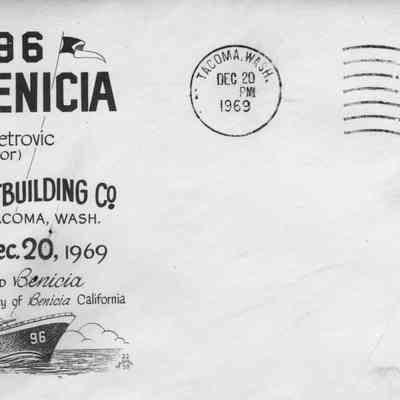 96
ENICIA
etrovic
or)
TBUILDING Co
ACOMA, WASH.
ec. 20, 1969
D Benicia
y of Benicia California
96
TACOMA, WASH.
DEC 20
PM
1969